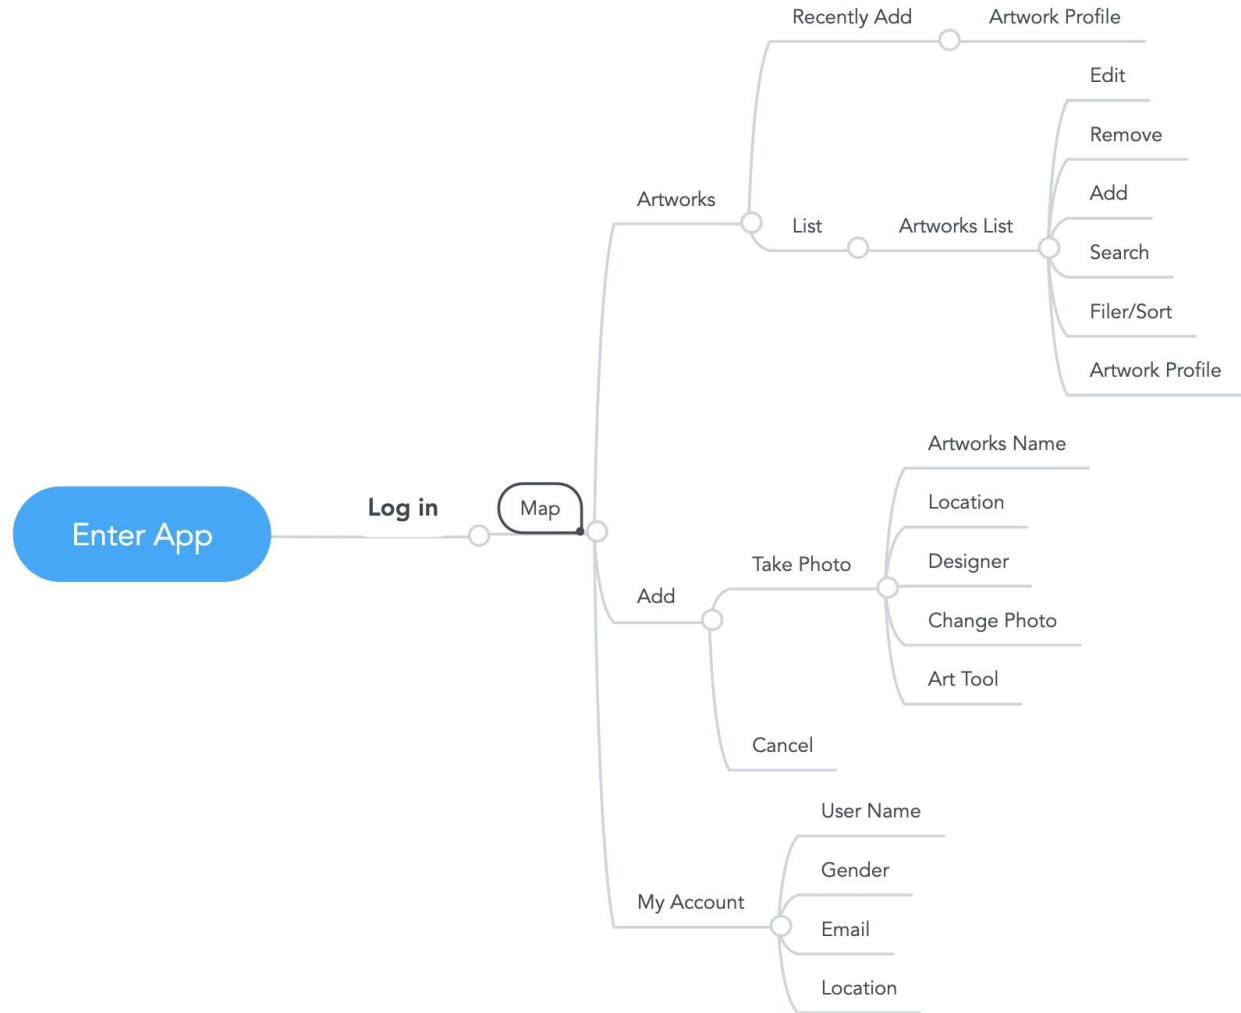 Recently Add
Artwork Profile
Edit
Remove
Add
Search
Filer/Sort
Artwork Profile
Artworks
List
Artworks List
Enter App
Log in
Map
Add
Take Photo
Artworks Name
Location
Designer
Change Photo
Art Tool
Cancel
My Account
User Name
Gender
Email
Location